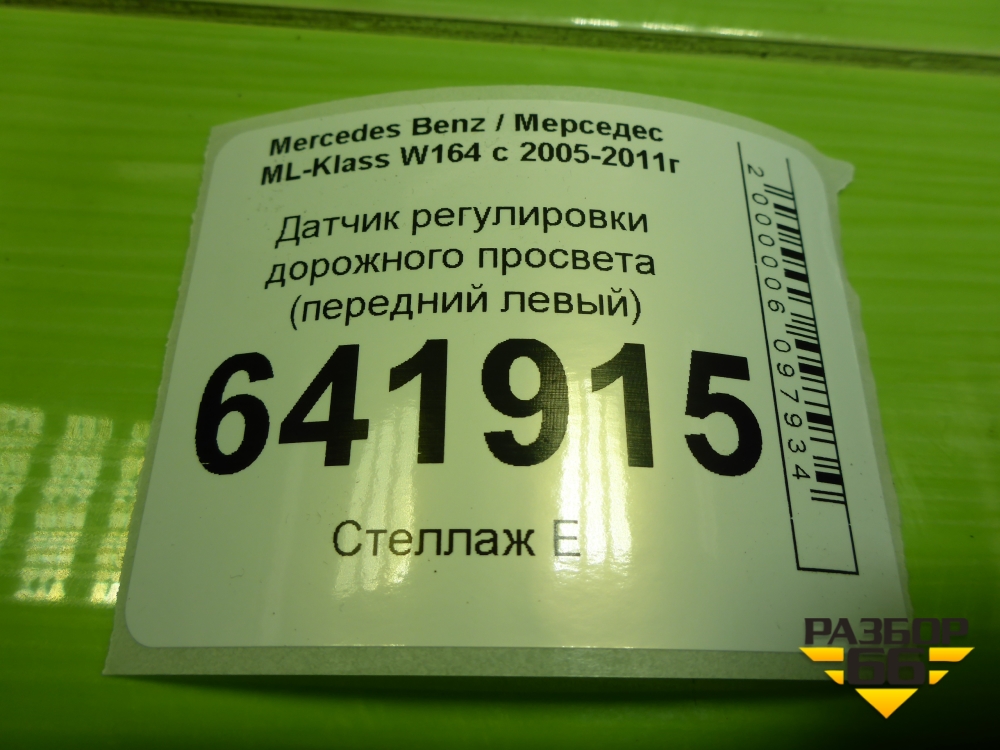 Mercedes Benz / Мерседес
ML-Klass W164 с 2005-2011г
Датчик регулировки
дорожного просвета
(передний левый)
641915
Стеллаж Е
2000006097934
РАЗБОР
66